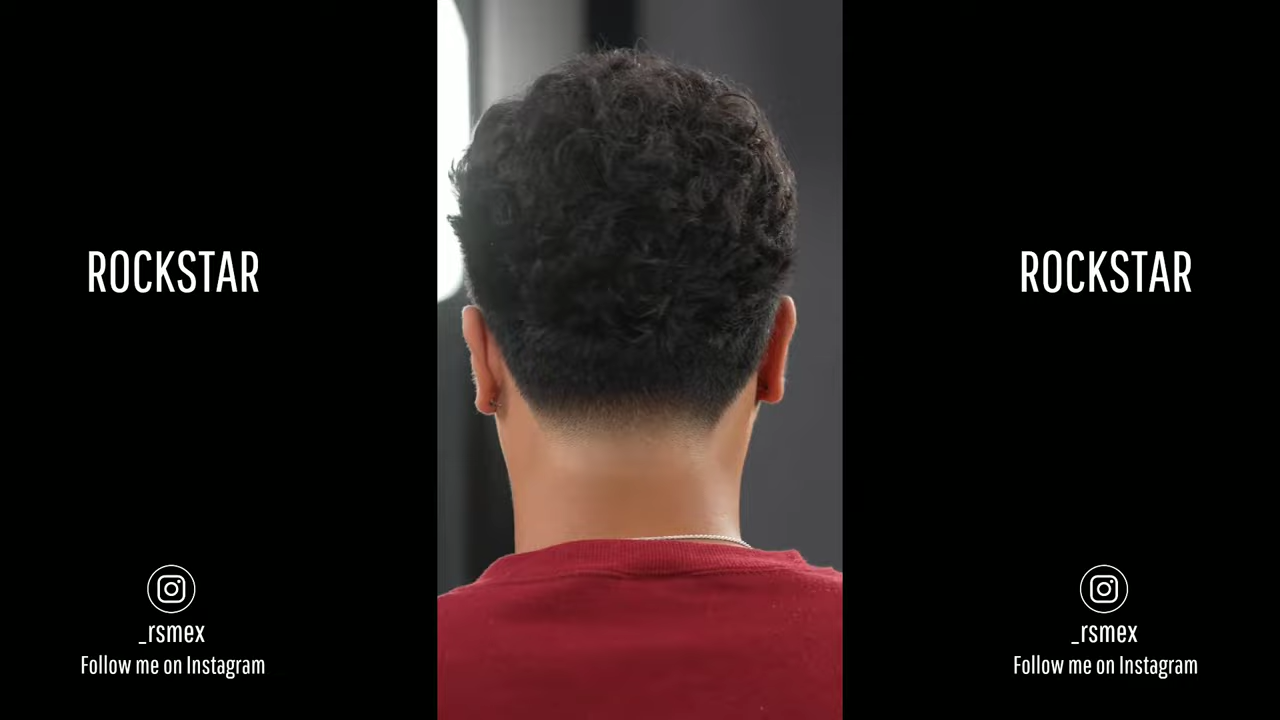 ROCKSTAR
_rsmex
Follow me on Instagram
ROCKSTAR
_rsmex
Follow me on Instagram